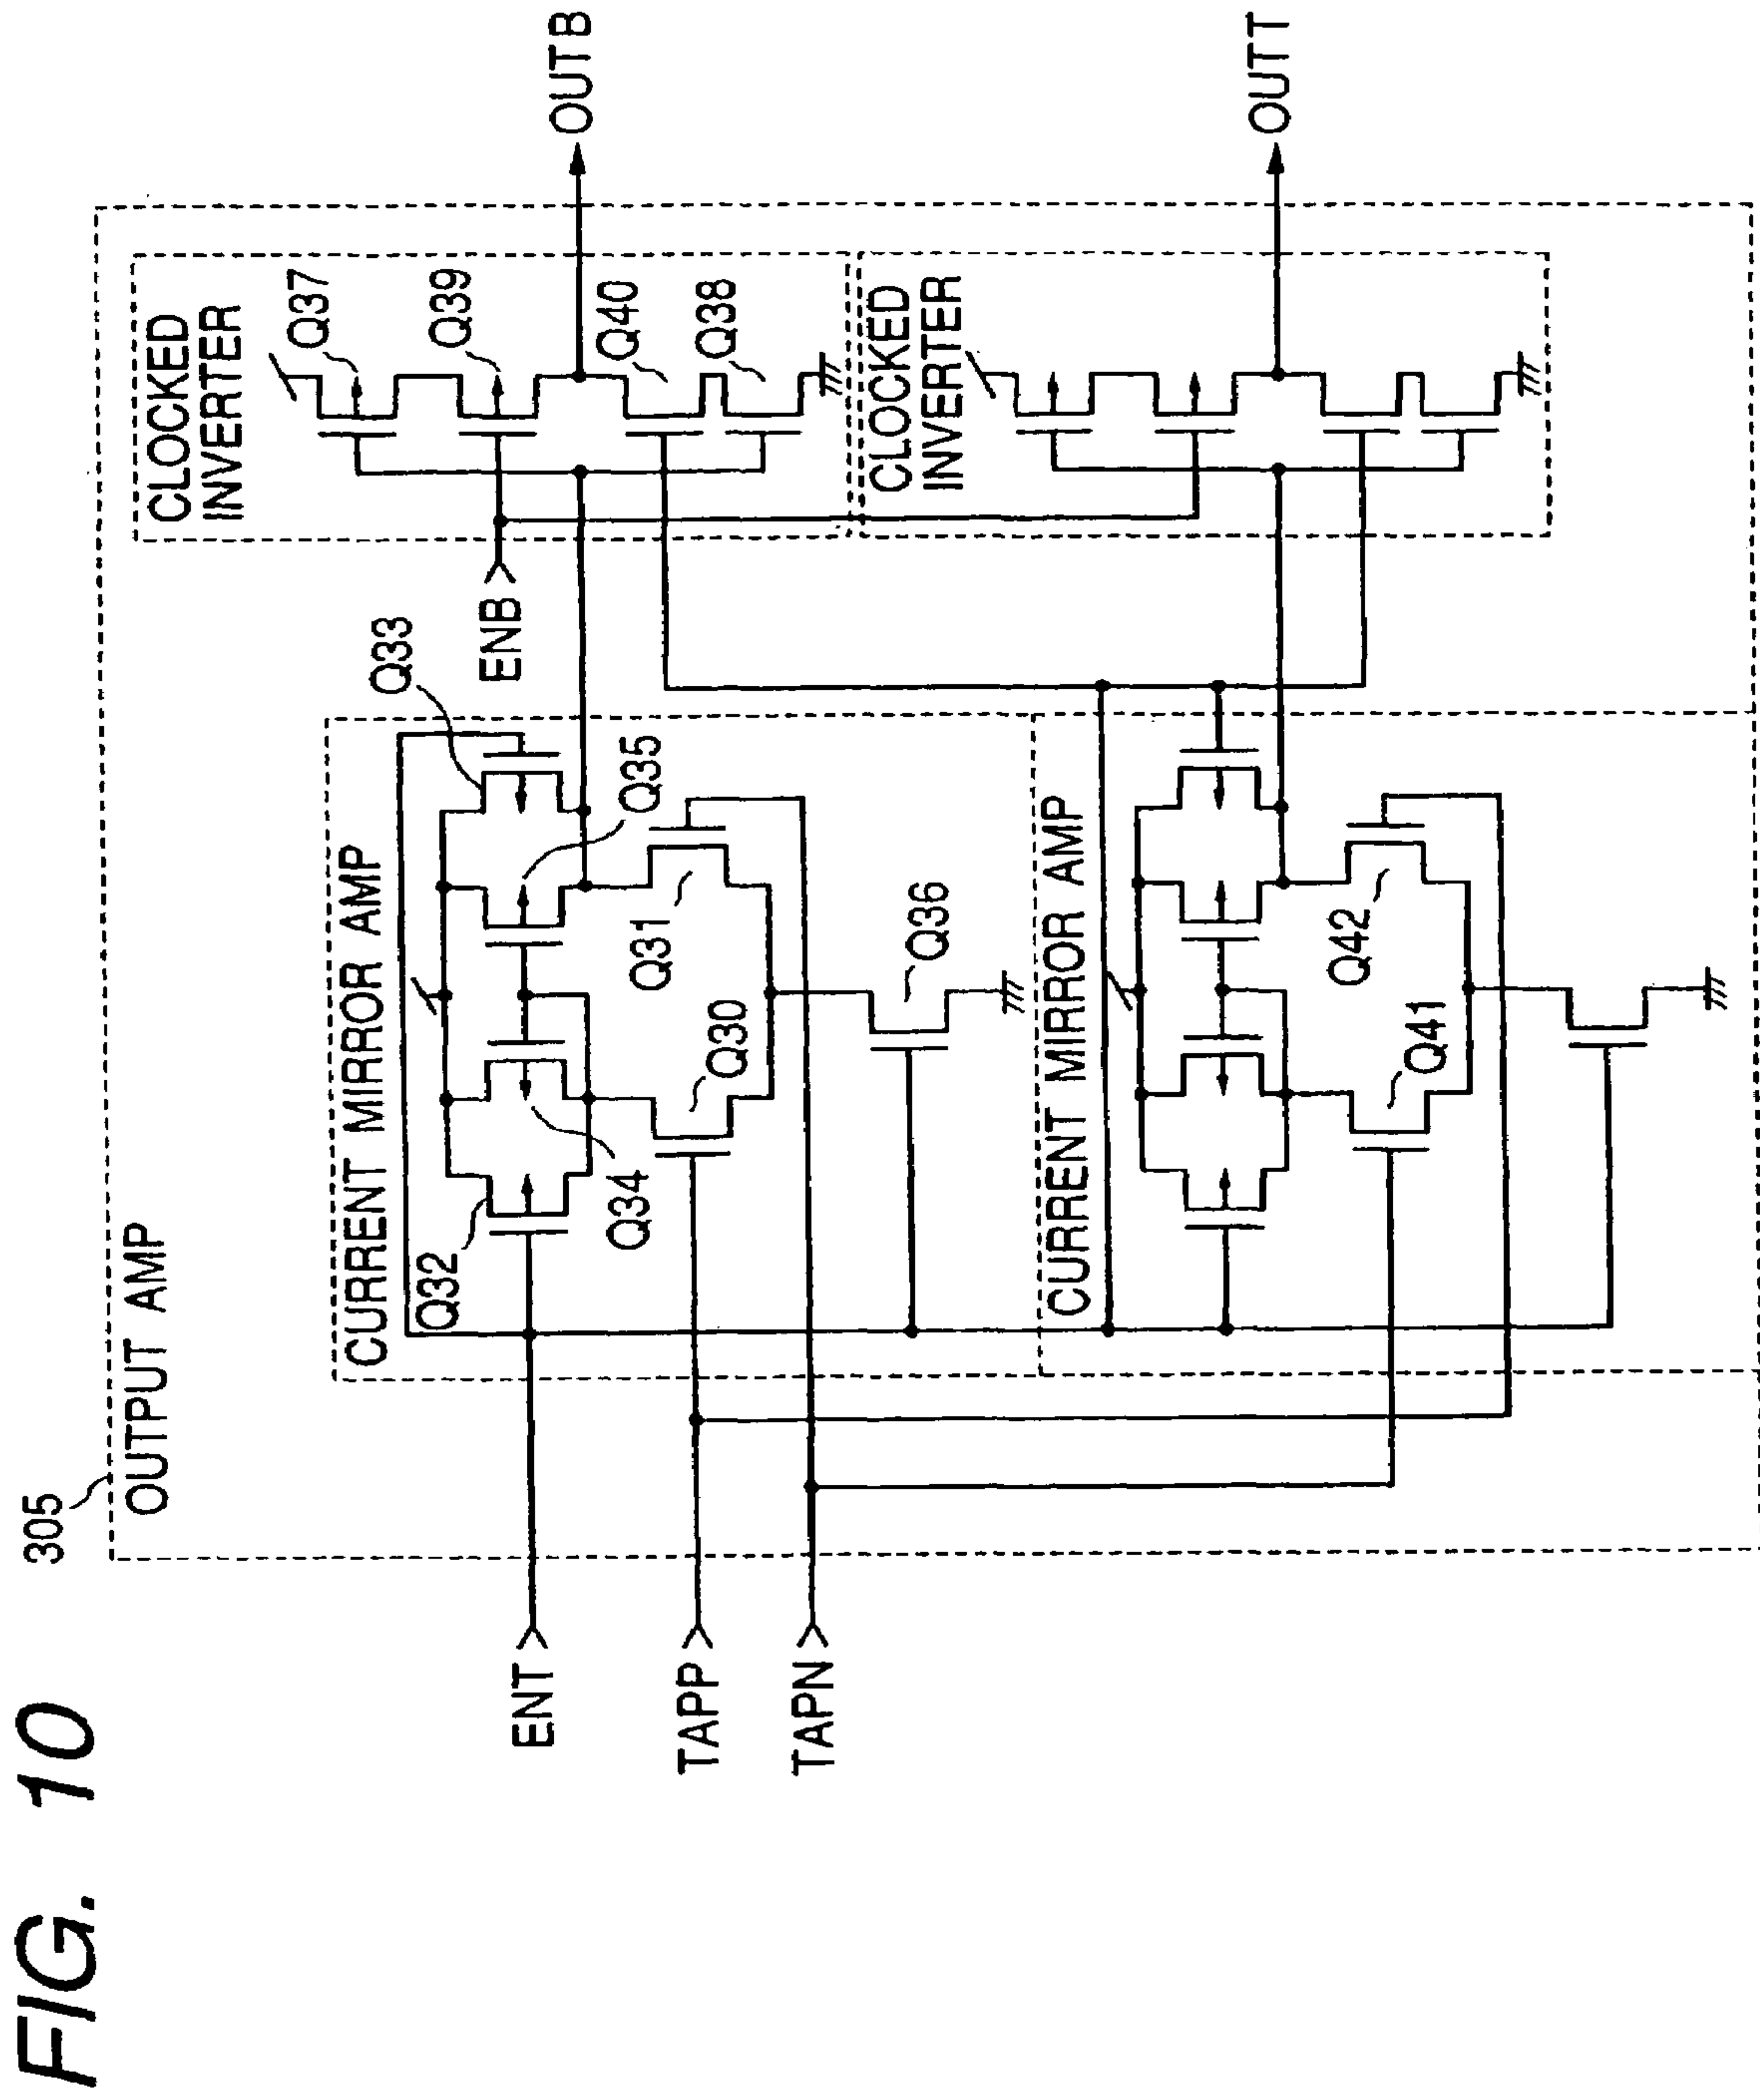 FIG. 10
305
OUTPUT AMP
ENT
TAPP
TAPN
CURRENT MIRROR AMP
Q32
Q33
Q34
Q35
Q30
Q31
Q36
CURRENT MIRROR AMP
Q41
Q42
ENB
CLOCKED
INVERTER
Q37
Q39
Q40
Q38
CLOCKED
INVERTER
OUTB
OUTT